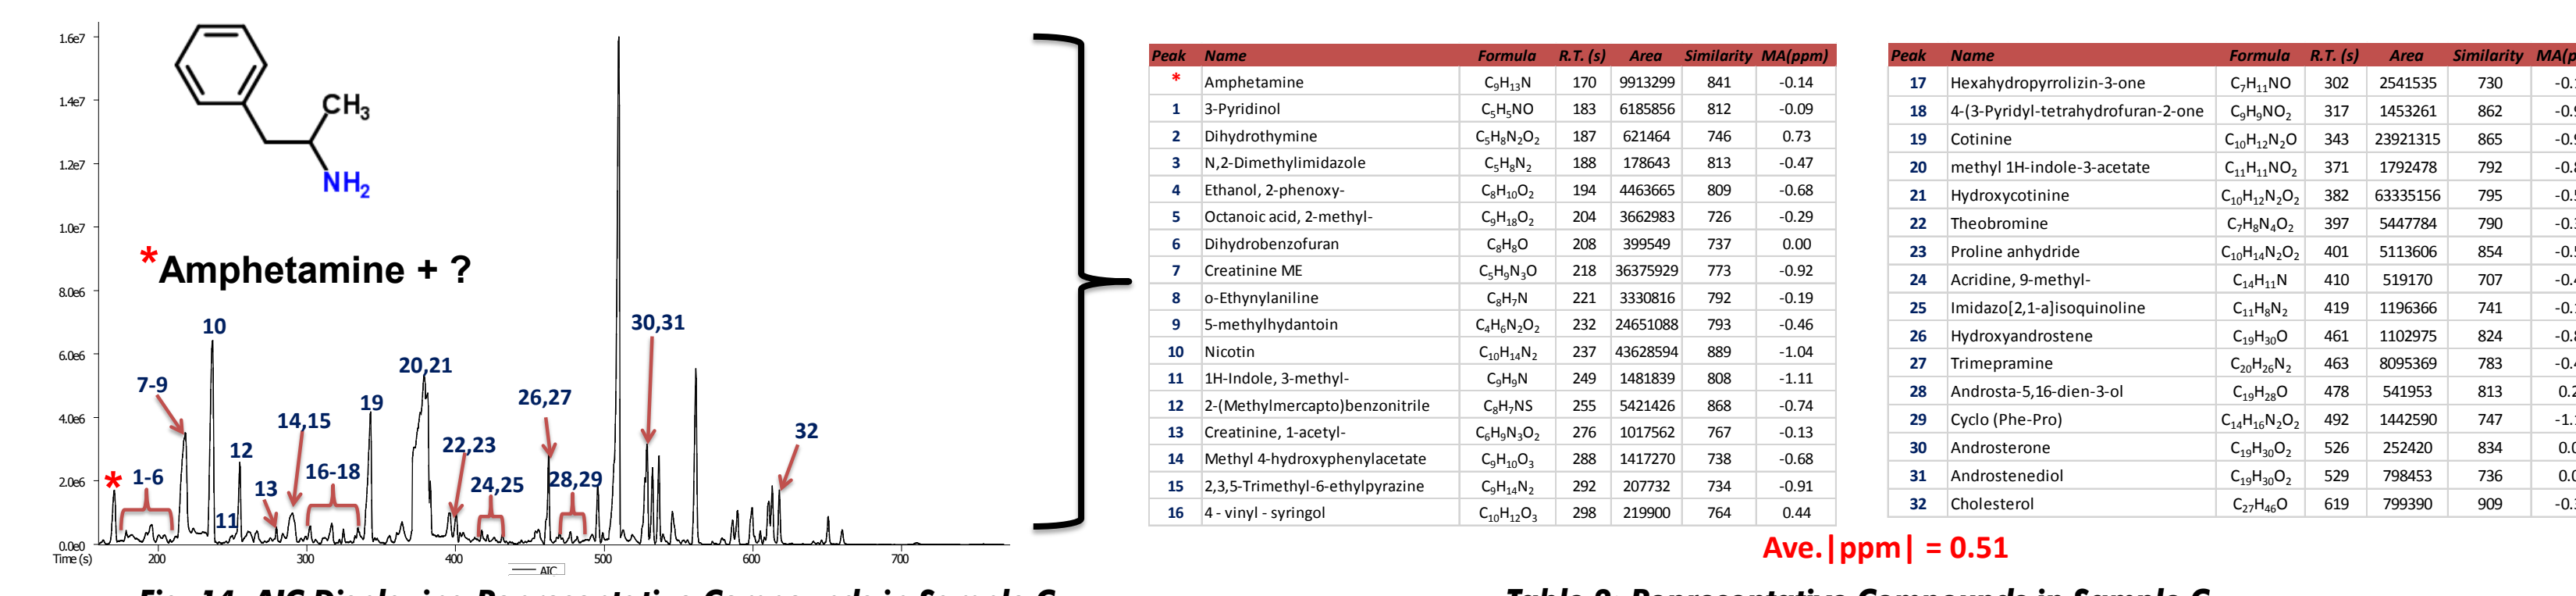 1.6e7
1.4e7
1.2e7
1.0e7
8.0e6
6.0e6
4.0e6
2.0e6
0.0e0
CH3
NH2
*Amphetamine + ?
10
7-9
30,31
20,21
19
26,27
14,15
12
22,23
32
1-6
*
13
16-18
24,25
28,29
11
Time (s) 200 300 400 500 600 700
AIC
Peak Name Formula R.T. (s) Area Similarity MA(ppm)
* Amphetamine C9H13N 170 9913299 841 -0.14
1 3-Pyridinol C5H5NO 183 6185856 812 -0.09
2 Dihydrothymine C5H8N2O2 187 621464 746 0.73
3 N,2-Dimethylimidazole C5H8N2 188 178643 813 -0.47
4 Ethanol, 2-phenoxy- C8H10O2 194 4463665 809 -0.68
5 Octanoic acid, 2-methyl- C9H18O2 204 3662983 726 -0.29
6 Dihydrobenzofuran C8H8O 208 399549 737 0.00
7 Creatinine ME C5H9N3O 218 36375929 773 -0.92
8 o-Ethynylaniline C8H7N 221 3330816 792 -0.19
9 5-methylhydantoin C4H6N2O2 232 24651088 793 -0.46
10 Nicotin C10H14N2 237 43628594 889 -1.04
11 1H-Indole, 3-methyl- C9H9N 249 1481839 808 -1.11
12 2-(Methylmercapto)benzonitrile C8H7NS 255 5421426 868 -0.74
13 Creatinine, 1-acetyl- C6H9N3O2 276 1017562 767 -0.13
14 Methyl 4-hydroxyphenylacetate C9H10O3 288 1417270 738 -0.68
15 2,3,5-Trimethyl-6-ethylpyrazine C9H14N2 292 207732 734 -0.91
16 4 - vinyl - syringol C10H12O3 298 219900 764 0.44
Peak Name Formula R.T. (s) Area Similarity
17 Hexahydropyrrolizin-3-one C7H11NO 302 2541535 730
18 4-(3-Pyridyl-tetrahydrofuran-2-one C9H9NO2 317 1453261 862
19 Cotinine C10H12N2O 343 23921315 865
20 methyl 1H-indole-3-acetate C11H11NO2 371 1792478 792
21 Hydroxycotinine C10H12N2O2 382 63335156 795
22 Theobromine C7H8N4O2 397 5447784 790
23 Proline anhydride C10H14N2O2 401 5113606 854
24 Acridine, 9-methyl- C14H11N 410 519170 707
25 Imidazo[2,1-a]isoquinoline C11H8N2 419 1196366 741
26 Hydroxyandrostene C19H30O 461 1102975 824
27 Trimepramine C20H26N2 463 8095369 783
28 Androsta-5,16-dien-3-ol C19H28O 478 541953 813
29 Cyclo (Phe-Pro) C14H16N2O2 492 1442590 747
30 Androsterone C19H30O2 526 252420 834
31 Androstenediol C19H30O2 529 798453 736
32 Cholesterol C27H46O 619 799390 909
Ave.|ppm| = 0.51